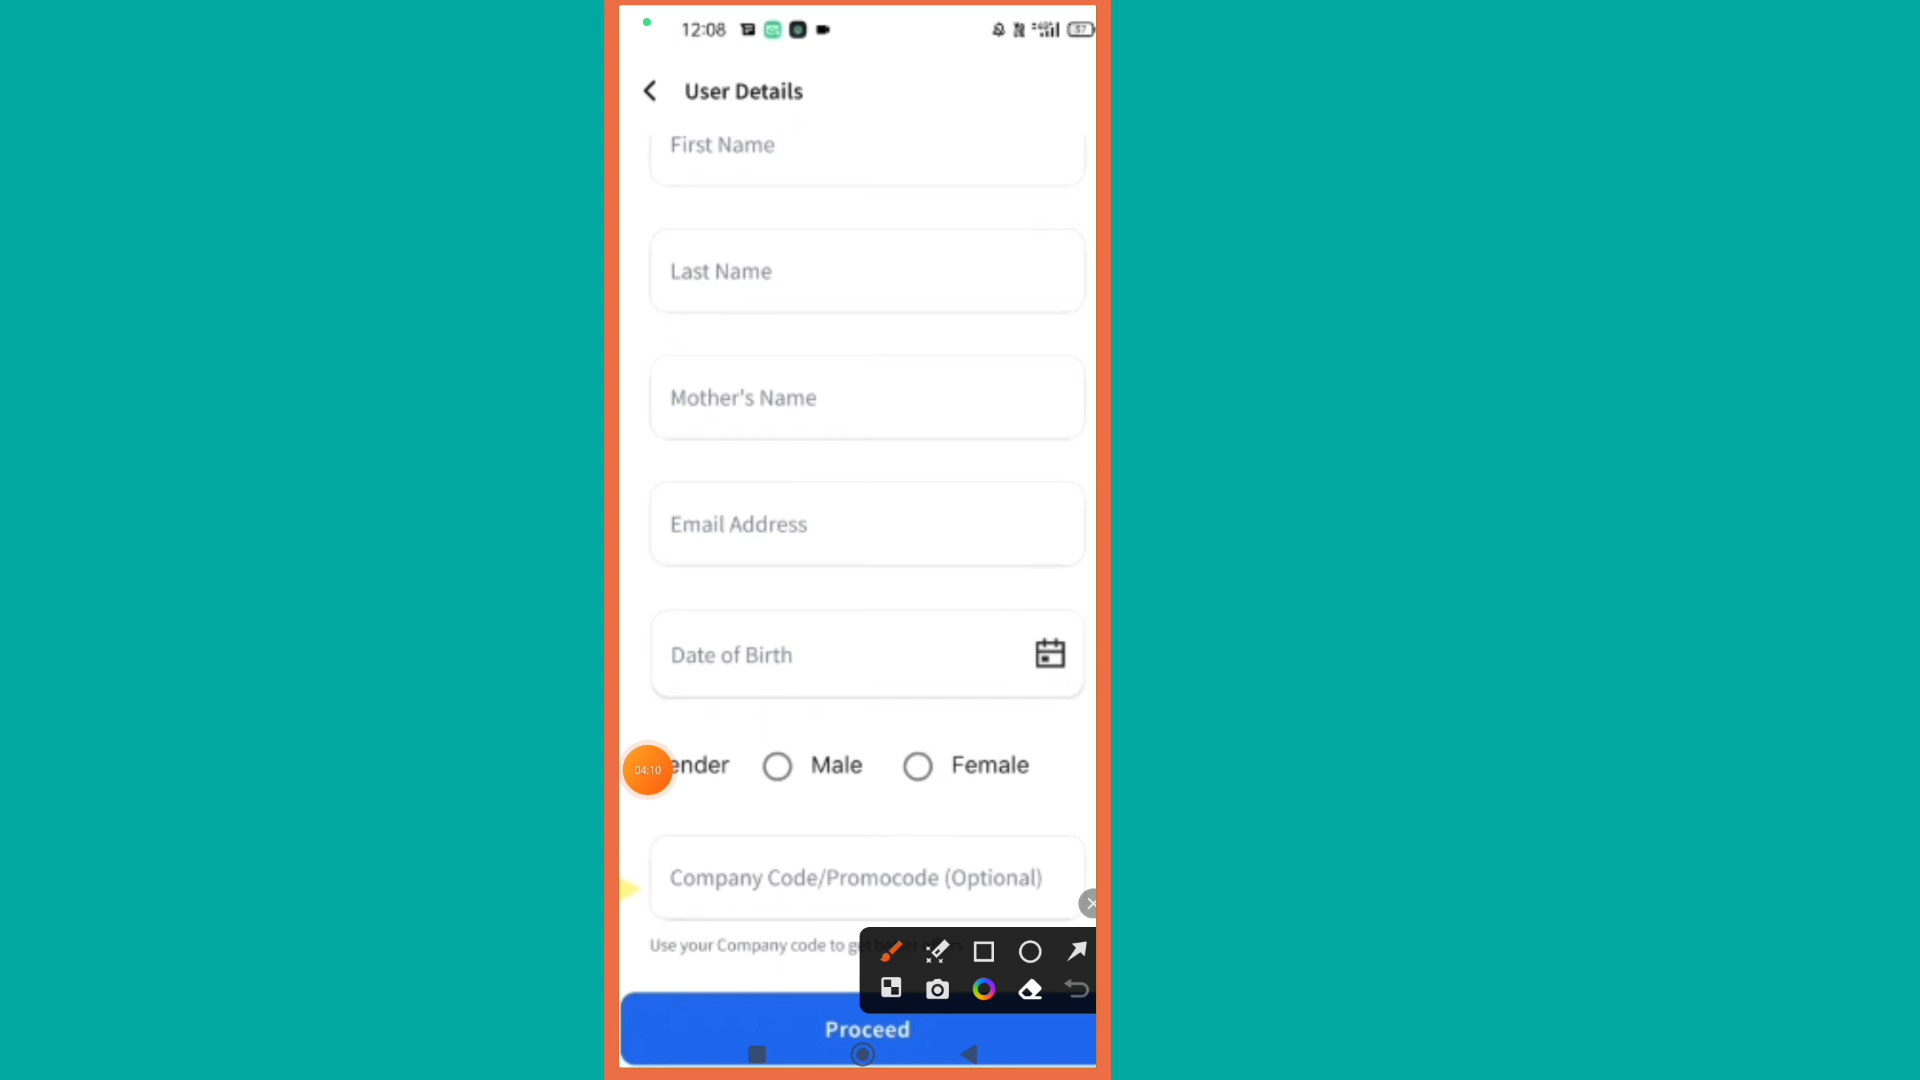 12:08
57
User Details
First Name
Last Name
Mother's Name
Email Address
Date of Birth
04:10
ender
Male
Female
Company Code/Promocode (Optional)
Use your Company code to
Proceed